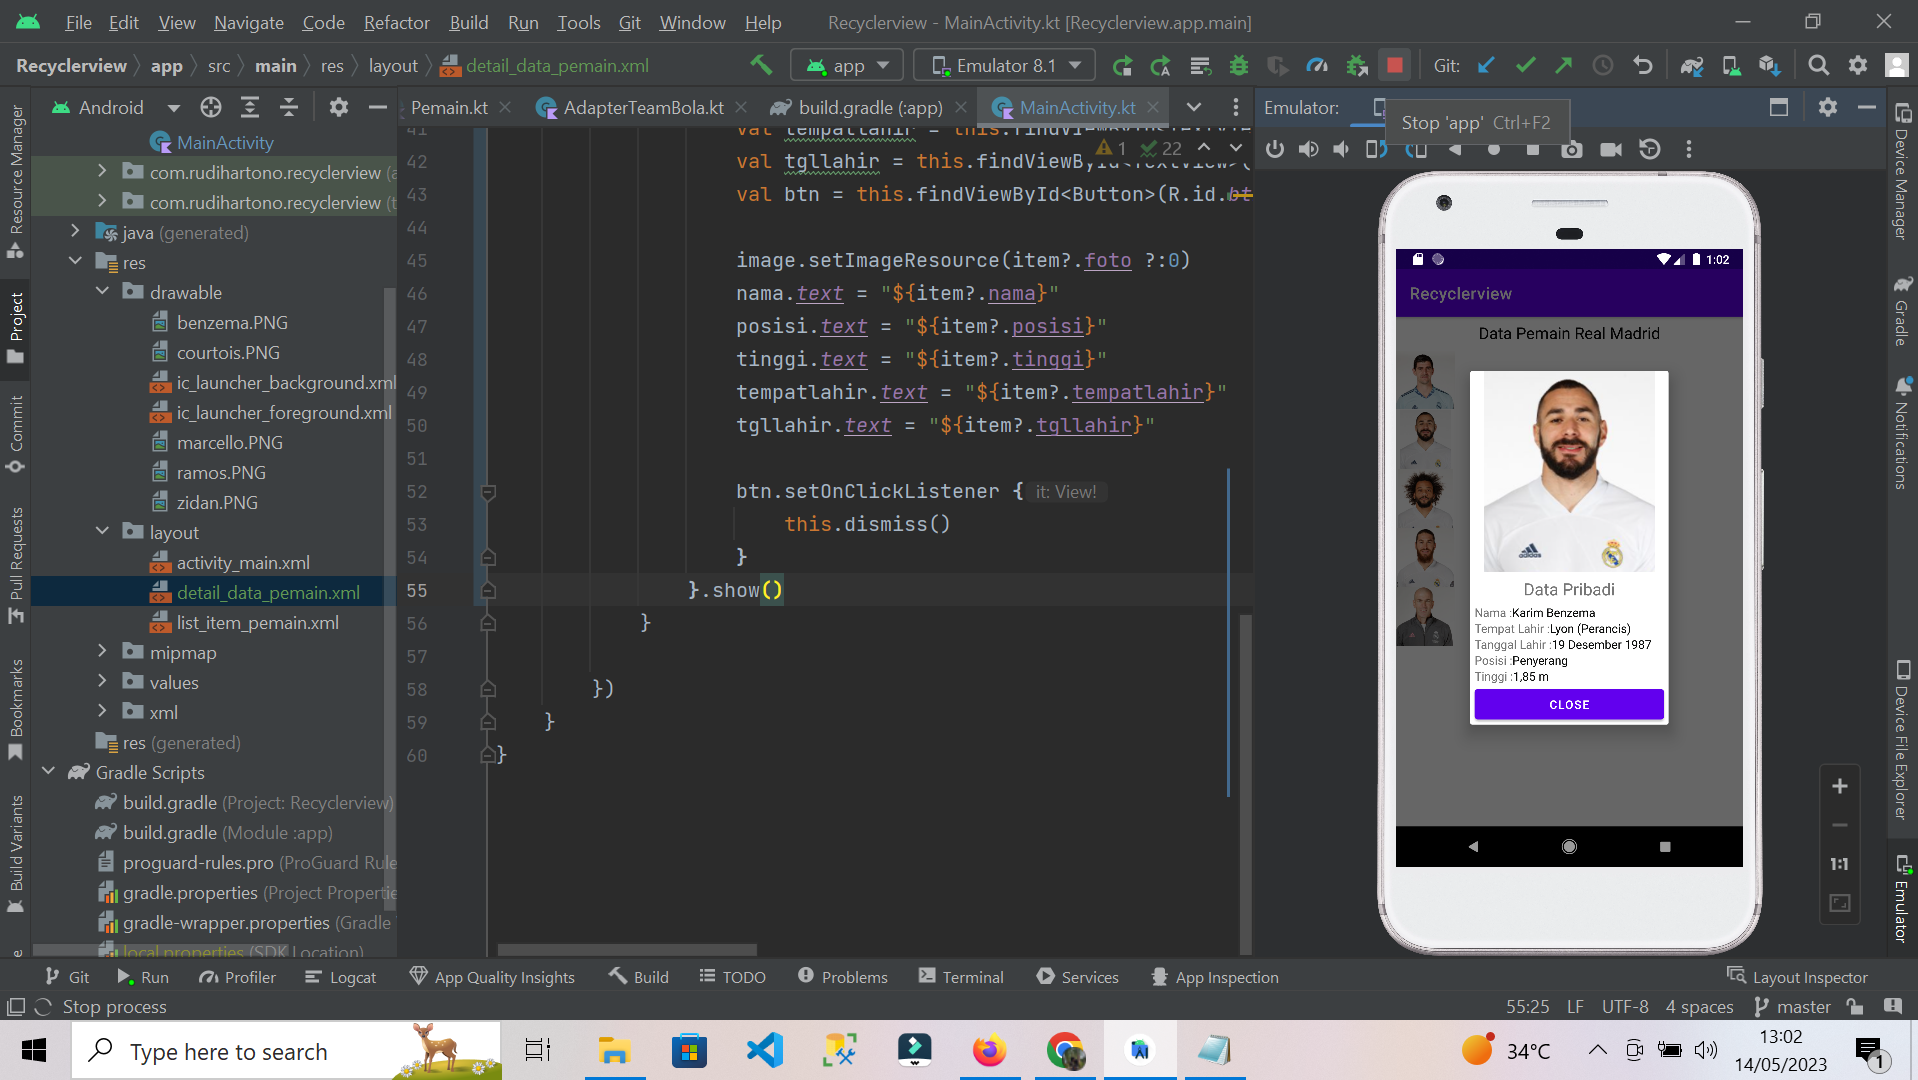 File Edit View Navigate Code Refactor Build Run Tools Git Window Help Recyclerview - MainActivity.kt [Recyclerview.app.main]
Recyclerview app src main res layout detail_data_pemain.xml app Emulator 8.1 Git:
Android
Pemain.kt AdapterTeamBola.kt build.gradle (:app) MainActivity.kt
Emulator:
Stop 'app' Ctrl+F2
Resource Manager
Project
Commit
Pull Requests
Bookmarks
Build Variants
MainActivity
com.rudihartono.recyclerview
com.rudihartono.recyclerview
java (generated)
res
drawable
benzema.PNG
courtois.PNG
ic_launcher_background.xml
ic_launcher_foreground.xml
marcello.PNG
ramos.PNG
zidan.PNG
layout
activity_main.xml
detail_data_pemain.xml
list_item_pemain.xml
mipmap
values
xml
res (generated)
Gradle Scripts
build.gradle (Project: Recyclerview)
build.gradle (Module :app)
proguard-rules.pro (ProGuard Rule
gradle.properties (Project Propertie
gradle-wrapper.properties (Gradle
local.properties (SDK Location)
1 22
41 val tempatlahir = this.
42 val tgllahir = this.findViewById<TextView>(
43 val btn = this.findViewById<Button>(R.id.
44
45 image.setImageResource(item?.foto ?:0)
46 nama.text = "${item?.nama}"
47 posisi.text = "${item?.posisi}"
48 tinggi.text = "${item?.tinggi}"
49 tempatlahir.text = "${item?.tempatlahir}"
50 tgllahir.text = "${item?.tgllahir}"
51
52 btn.setOnClickListener { it: View!
53 this.dismiss()
54 }
55 }.show()
56 }
57
58 })
59 }
60 }
1:02
Recyclerview
Data Pemain Real Madrid
Data Pribadi
Nama :Karim Benzema
Tempat Lahir :Lyon (Perancis)
Tanggal Lahir :19 Desember 1987
Posisi :Penyerang
Tinggi :1,85 m
CLOSE
1:1
Device Manager
Gradle
Notifications
Device File Explorer
Emulator
Git Run Profiler Logcat App Quality Insights Build TODO Problems Terminal Services App Inspection Layout Inspector
Stop process 55:25 LF UTF-8 4 spaces master
Type here to search
34°C
13:02
14/05/2023
1